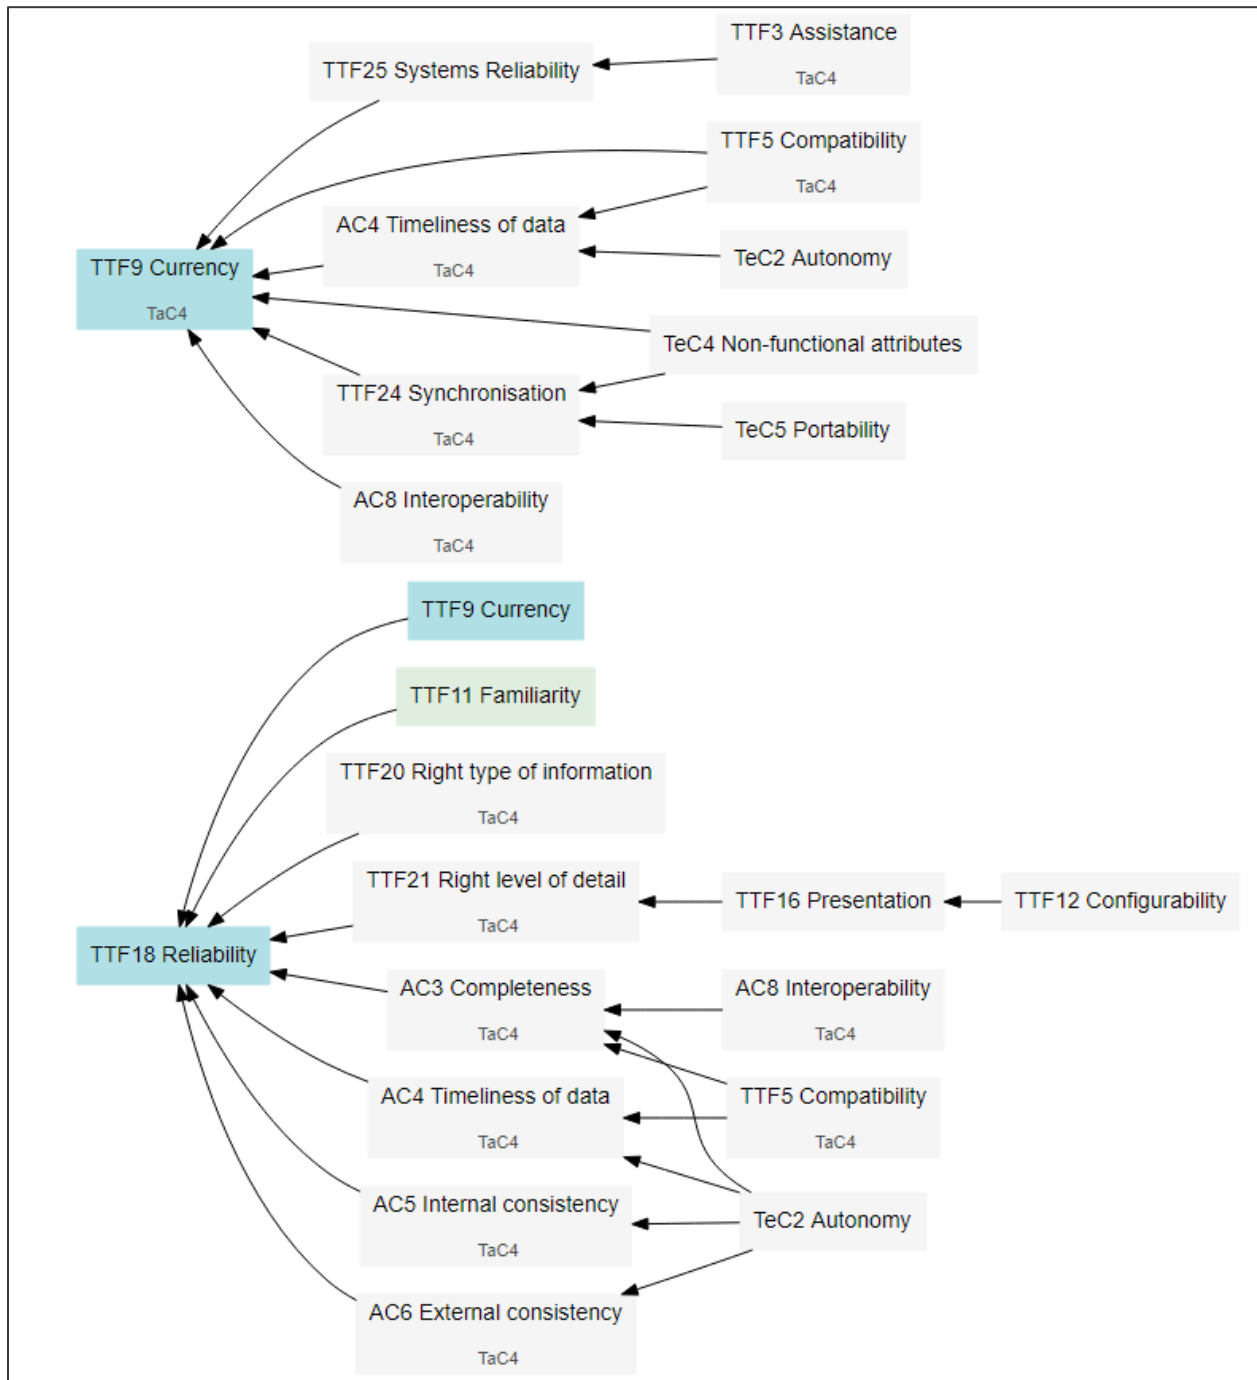 TTF3 Assistance
TaC4
TTF25 Systems Reliability
TTF5 Compatibility
TaC4
AC4 Timeliness of data
TaC4
TeC2 Autonomy
TTF9 Currency
TaC4
TeC4 Non-functional attributes
TTF24 Synchronisation
TaC4
TeC5 Portability
AC8 Interoperability
TaC4
TTF9 Currency
TTF11 Familiarity
TTF20 Right type of information
TaC4
TTF21 Right level of detail
TaC4
TTF16 Presentation
TTF12 Configurability
TTF18 Reliability
AC3 Completeness
TaC4
AC8 Interoperability
TaC4
AC4 Timeliness of data
TaC4
TTF5 Compatibility
TaC4
AC5 Internal consistency
TaC4
TeC2 Autonomy
AC6 External consistency
TaC4